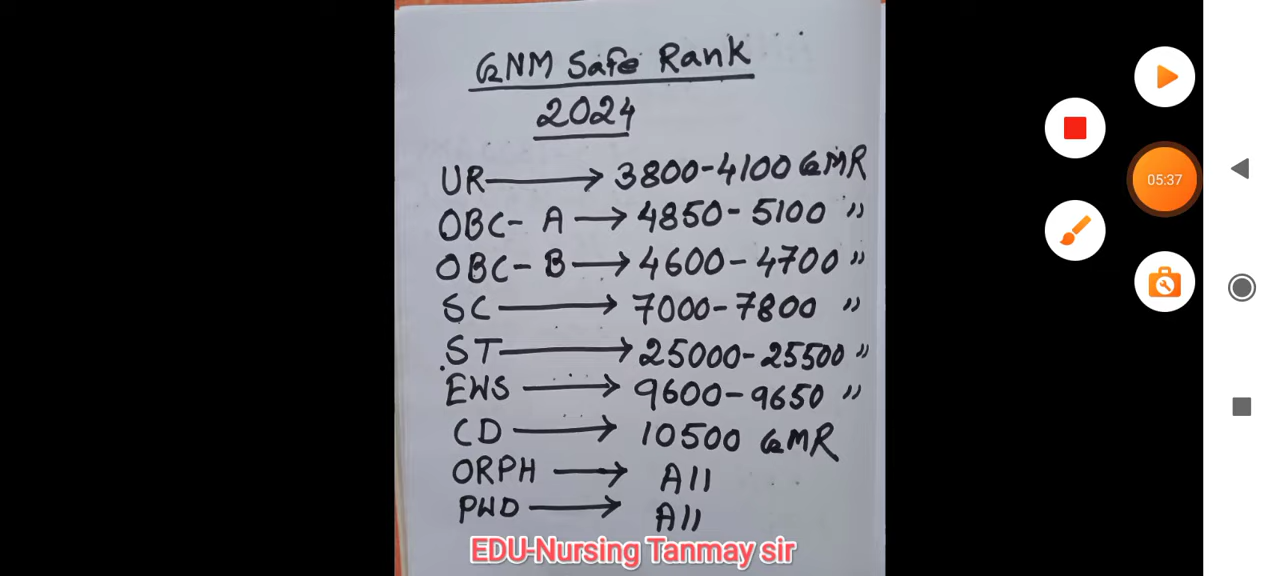 GNM Safe Rank
2024
UR → 3800-4100 GMR
OBC-A → 4850-5100 "
OBC-B → 4600-4700 "
SC → 7000-7800 "
ST → 25000-25500 "
EWS → 9600-9650 "
CD → 10500 GMR
ORPH → All
PWD → All
EDU-Nursing Tanmay sir
05:37